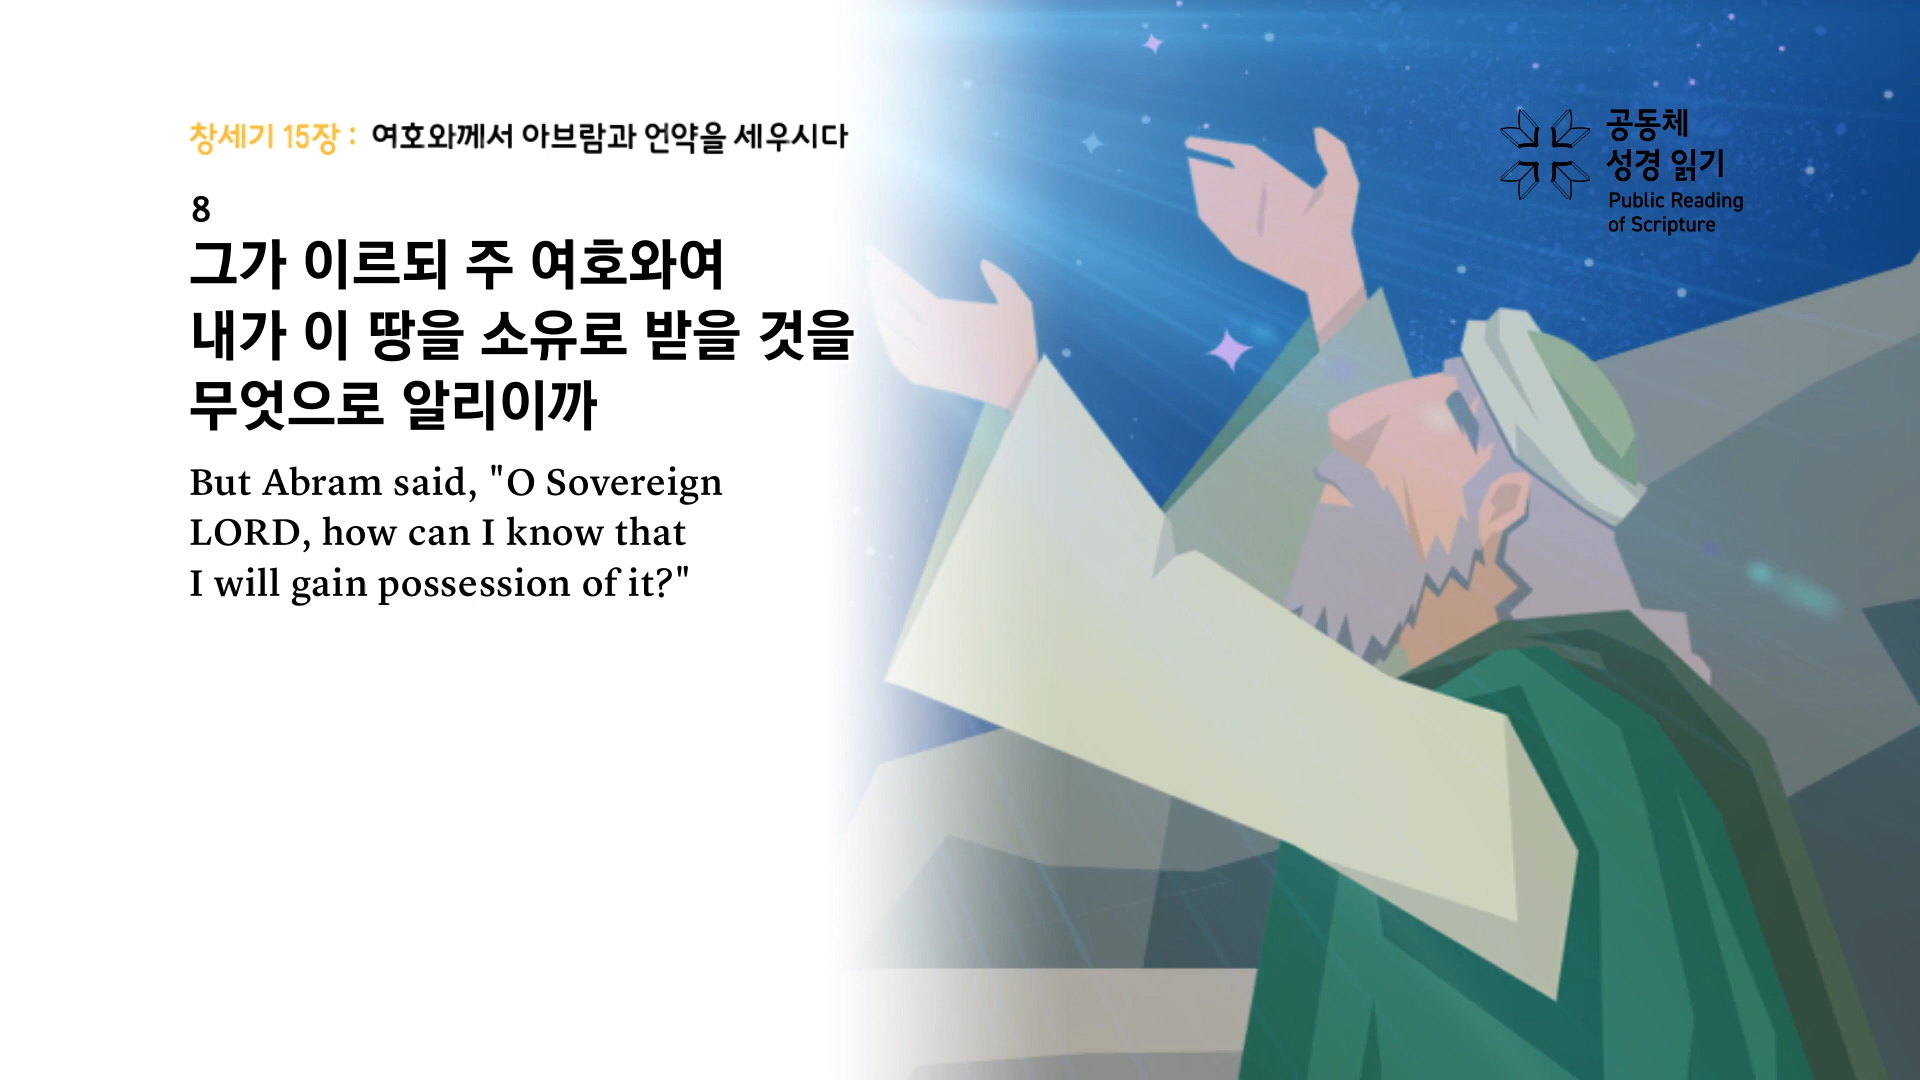 창세기 15장 : 여호와께서 아브람과 언약을 세우시다
8
그가 이르되 주 여호와여
내가 이 땅을 소유로 받을 것을
무엇으로 알리이까
But Abram said, "O Sovereign
LORD, how can I know that
I will gain possession of it?"
공동체
성경 읽기
Public Reading
of Scripture